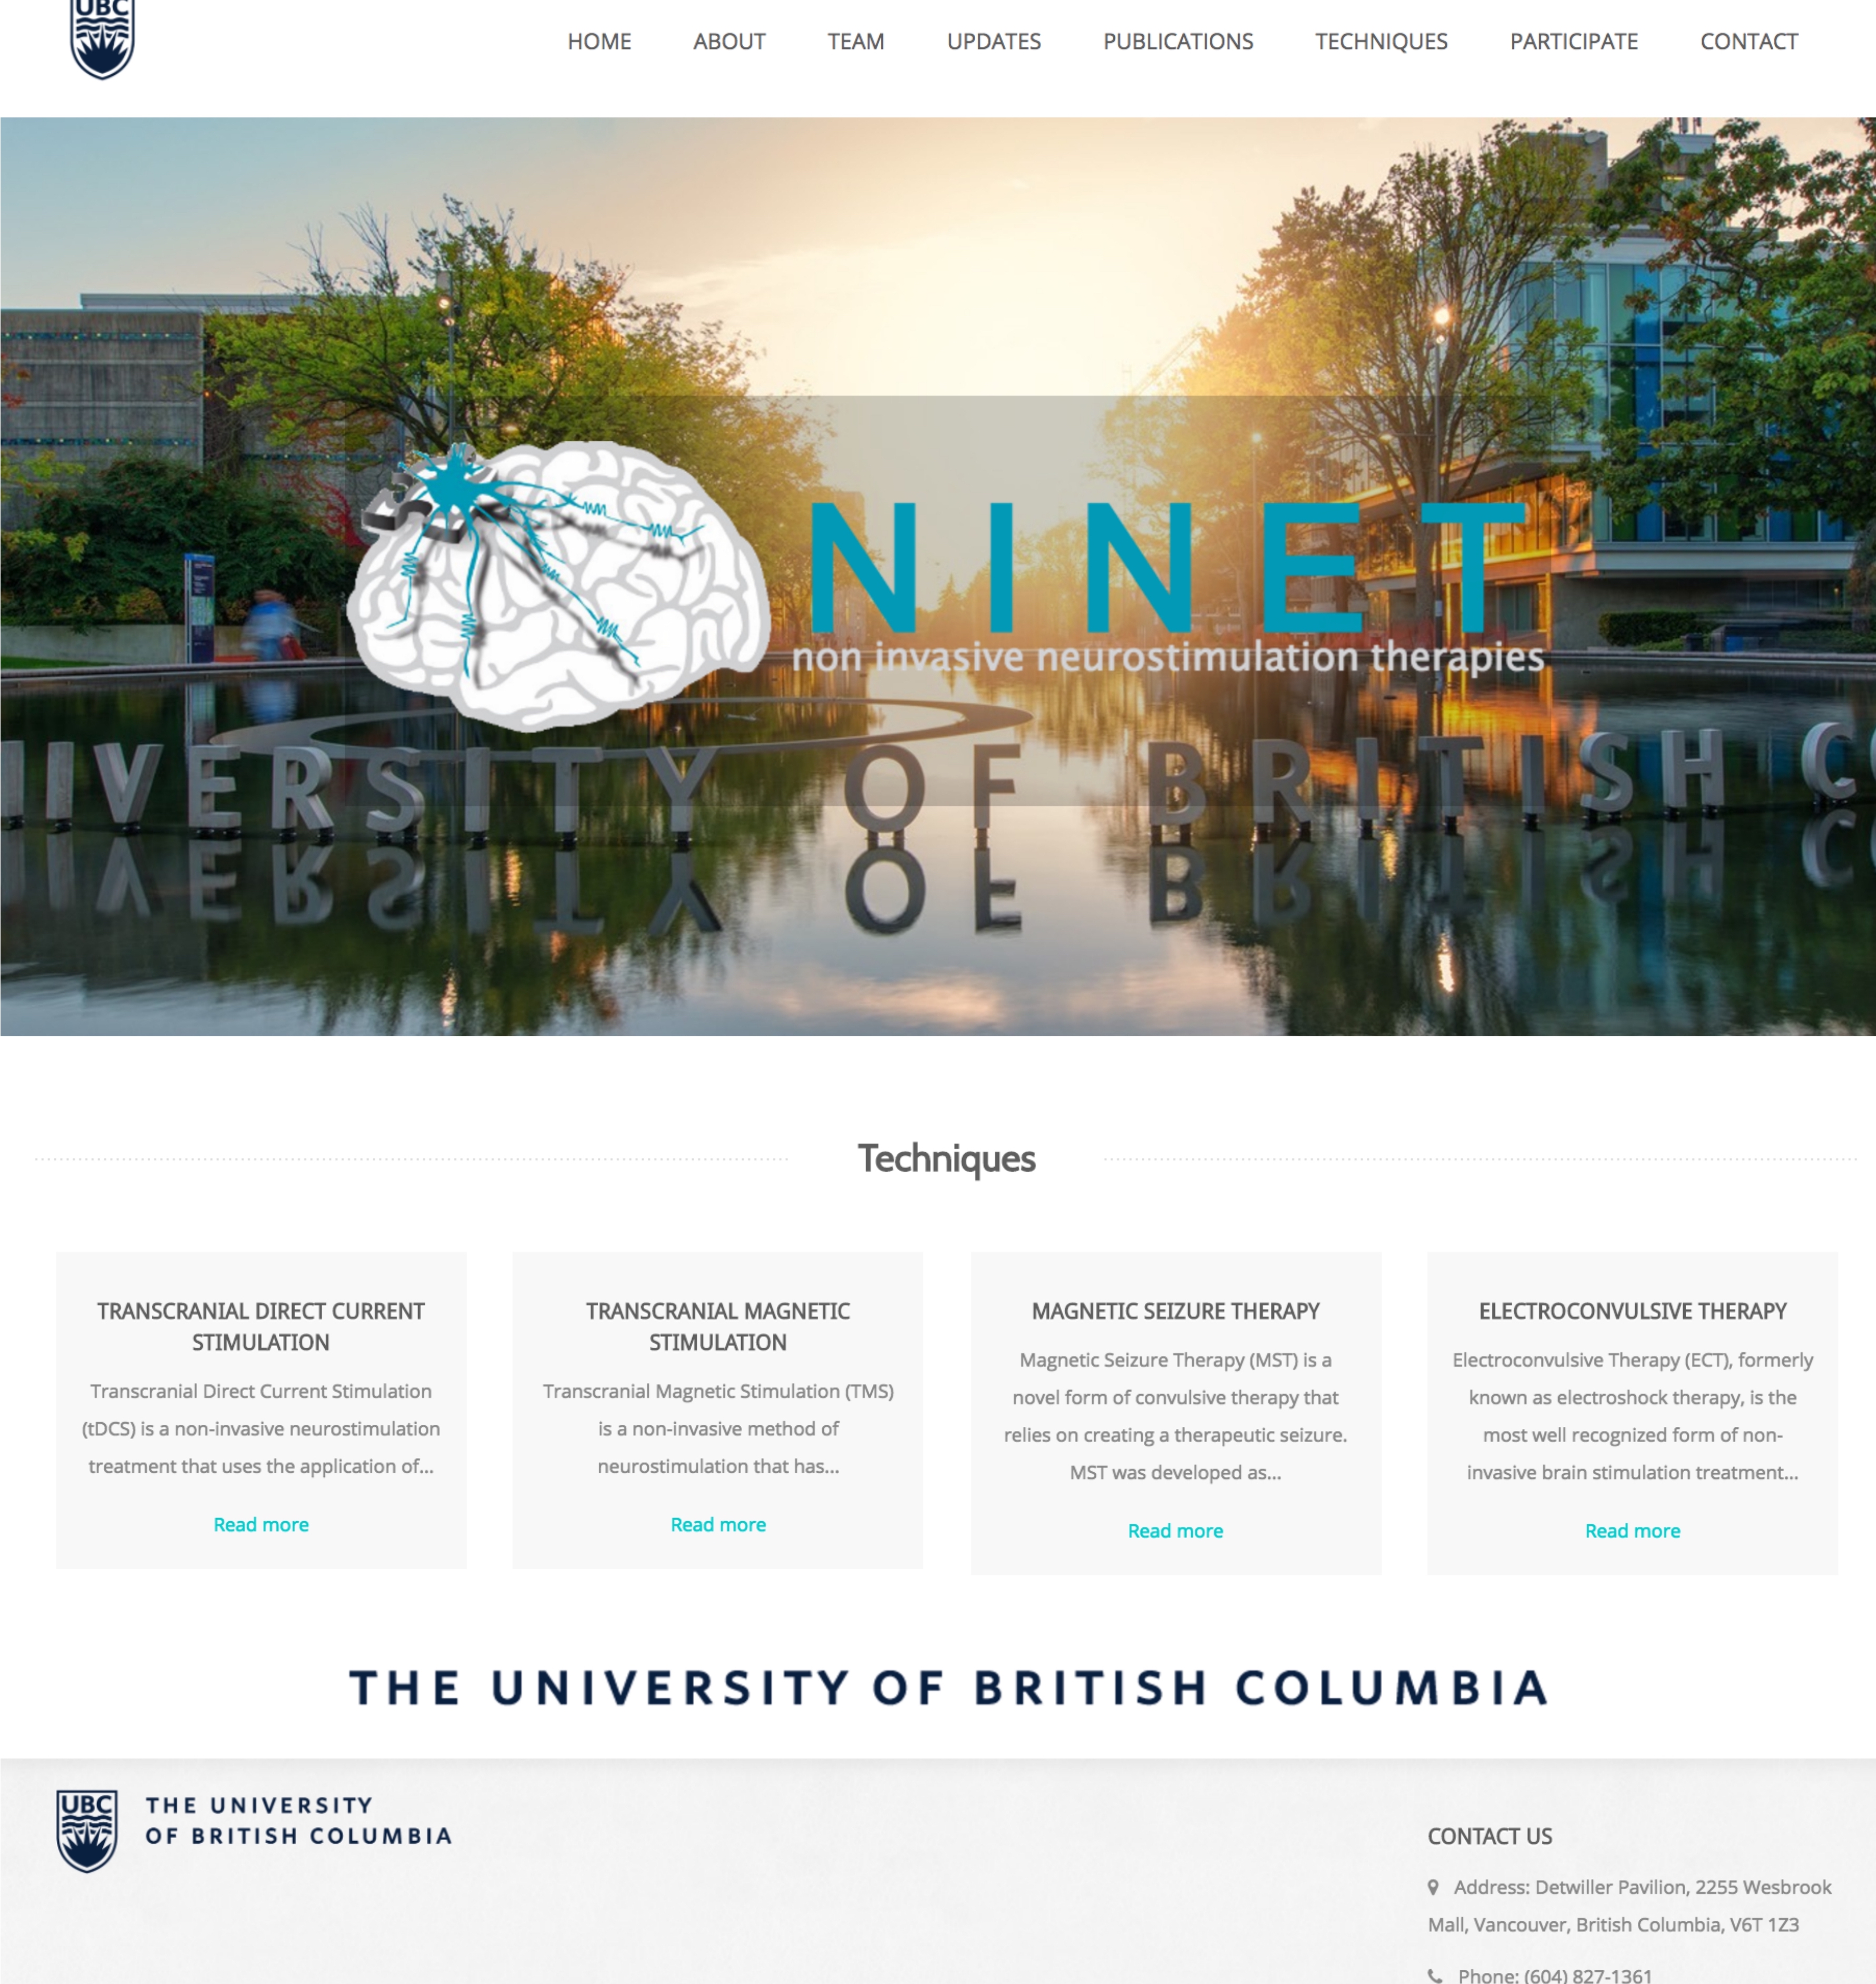 UBC
HOME ABOUT TEAM UPDATES PUBLICATIONS TECHNIQUES PARTICIPATE CONTACT
NINET
non invasive neurostimulation therapies
IVERSITY OF BRITISH C
Techniques
TRANSCRANIAL DIRECT CURRENT
STIMULATION
Transcranial Direct Current Stimulation
(tDCS) is a non-invasive neurostimulation
treatment that uses the application of...
Read more
TRANSCRANIAL MAGNETIC
STIMULATION
Transcranial Magnetic Stimulation (TMS)
is a non-invasive method of
neurostimulation that has...
Read more
MAGNETIC SEIZURE THERAPY
Magnetic Seizure Therapy (MST) is a
novel form of convulsive therapy that
relies on creating a therapeutic seizure.
MST was developed as...
Read more
ELECTROCONVULSIVE THERAPY
Electroconvulsive Therapy (ECT), formerly
known as electroshock therapy, is the
most well recognized form of non-
invasive brain stimulation treatment...
Read more
THE UNIVERSITY OF BRITISH COLUMBIA
UBC
THE UNIVERSITY
OF BRITISH COLUMBIA
CONTACT US
Address: Detwiller Pavilion, 2255 Wesbrook
Mall, Vancouver, British Columbia, V6T 1Z3
Phone: (604) 827-1361